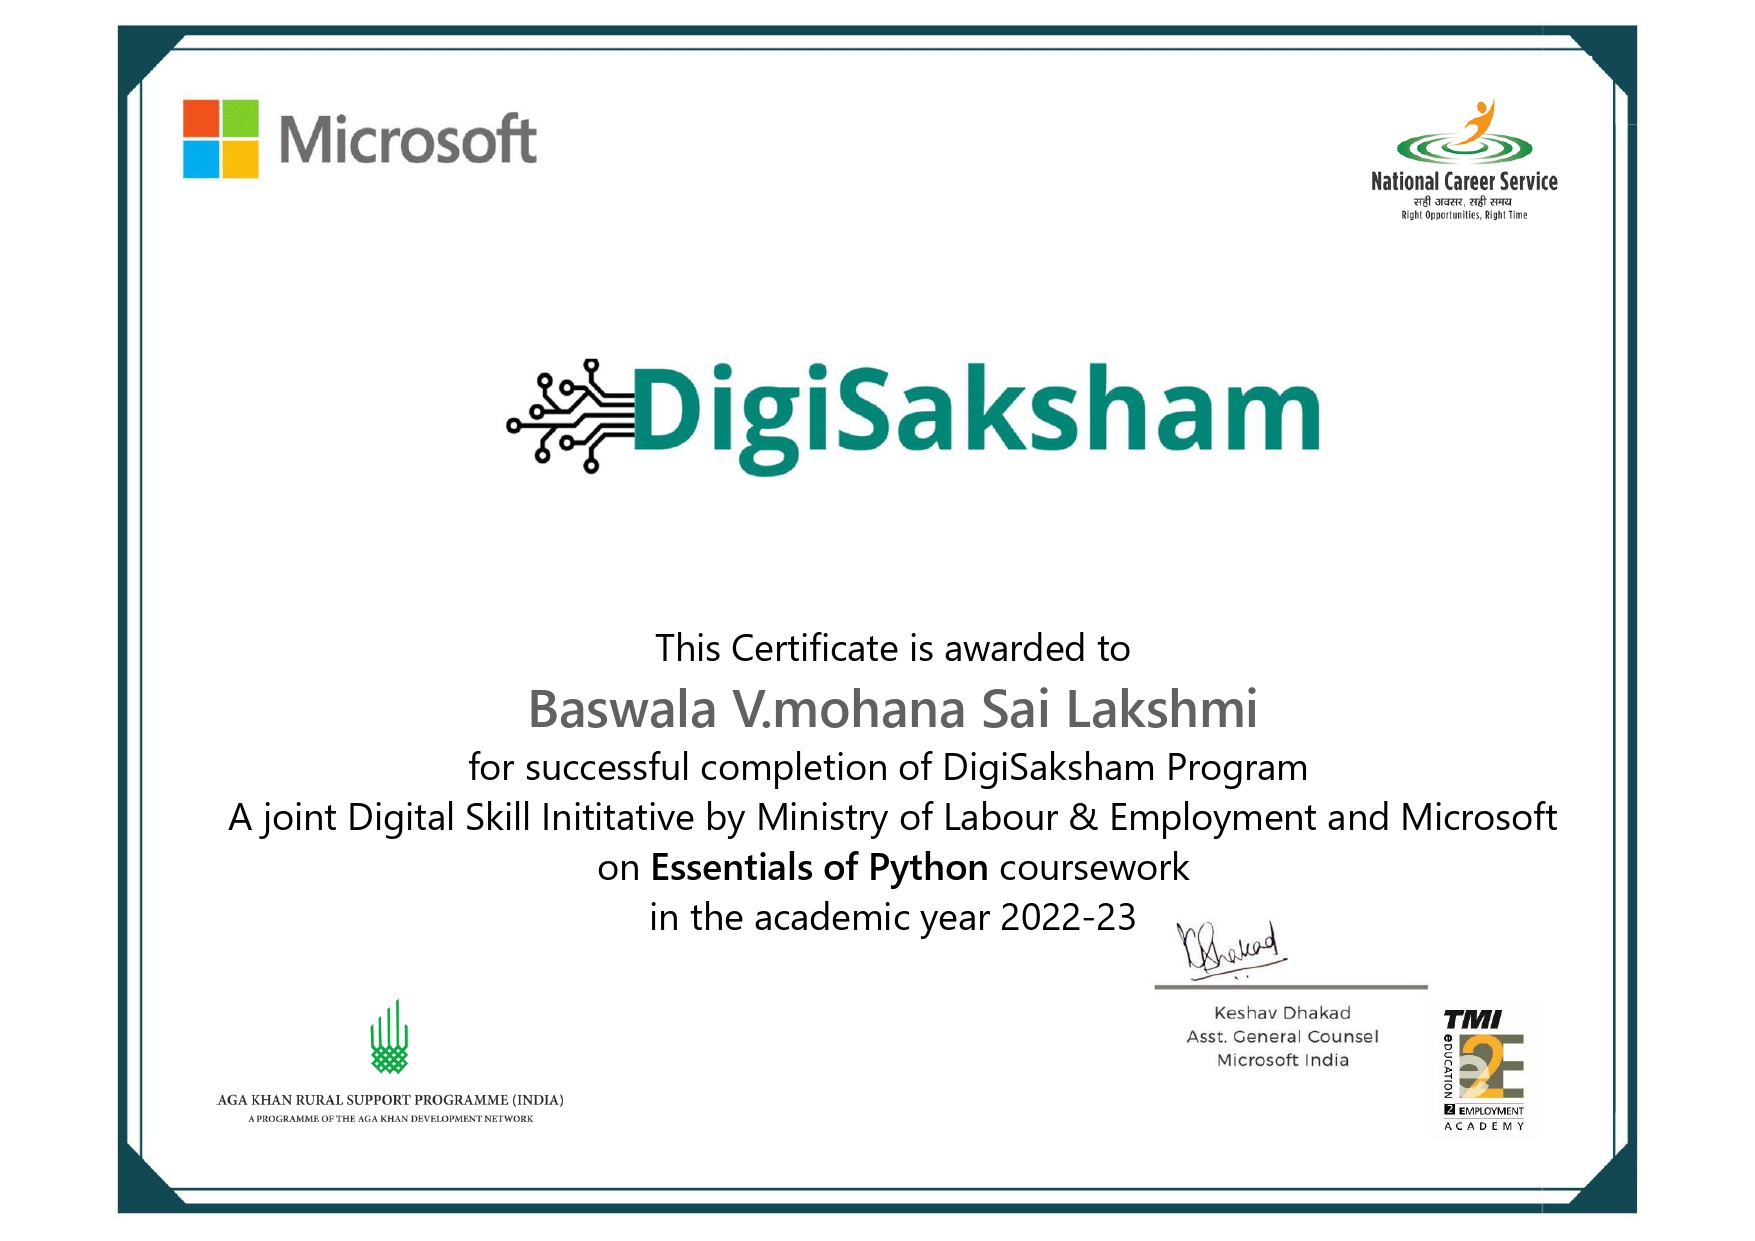 Microsoft
National Career Service
सही अवसर, सही समय
Right Opportunities, Right Time
DigiSaksham
This Certificate is awarded to
Baswala V.mohana Sai Lakshmi
for successful completion of DigiSaksham Program
A joint Digital Skill Inititative by Ministry of Labour & Employment and Microsoft
on Essentials of Python coursework
in the academic year 2022-23
KDhakad
Keshav Dhakad
Asst. General Counsel
Microsoft India
AGA KHAN RURAL SUPPORT PROGRAMME (INDIA)
A PROGRAMME OF THE AGA KHAN DEVELOPMENT NETWORK
TMI
eDUCATION
e2E
2 EMPLOYMENT
ACADEMY